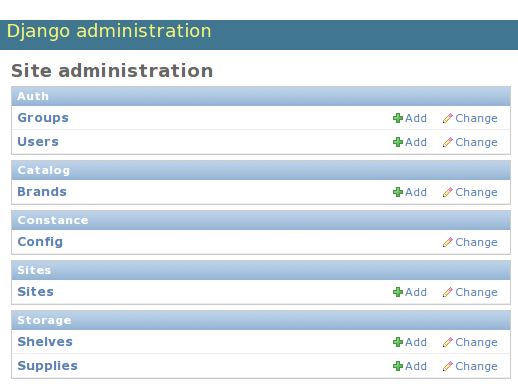 Django administration
Site administration
Auth
Groups Add Change
Users Add Change
Catalog
Brands Add Change
Constance
Config Change
Sites
Sites Add Change
Storage
Shelves Add Change
Supplies Add Change